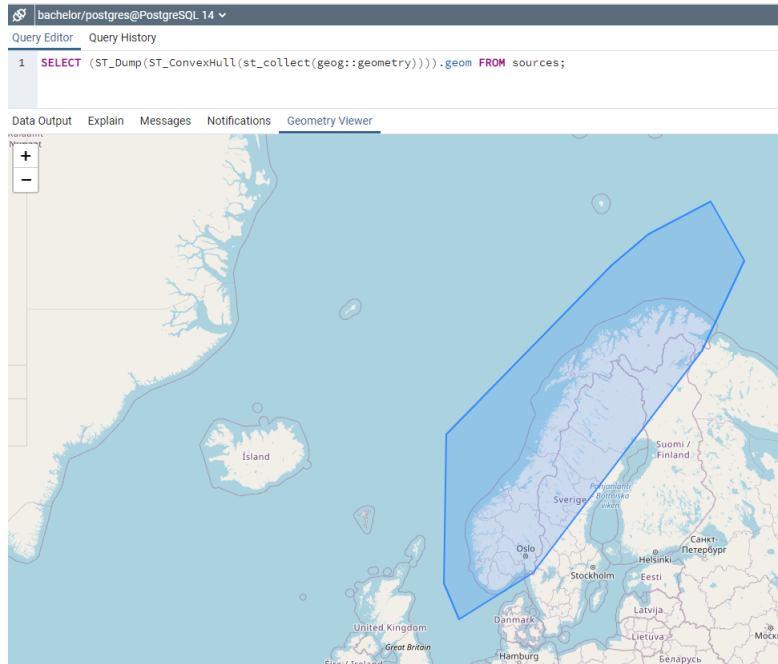 bachelor/postgres@PostgreSQL 14
Query Editor Query History
1 SELECT (ST_Dump(ST_ConvexHull(st_collect(geog::geometry)))).geom FROM sources;
Data Output Explain Messages Notifications Geometry Viewer
+
−
Ísland
Suomi /
Finland
Sverige
Oslo
Санкт-
Петербург
Helsinki
Stockholm
Eesti
Latvija
Danmark
United Kingdom
Lietuva
Great Britain
Hamburg
Беларусь